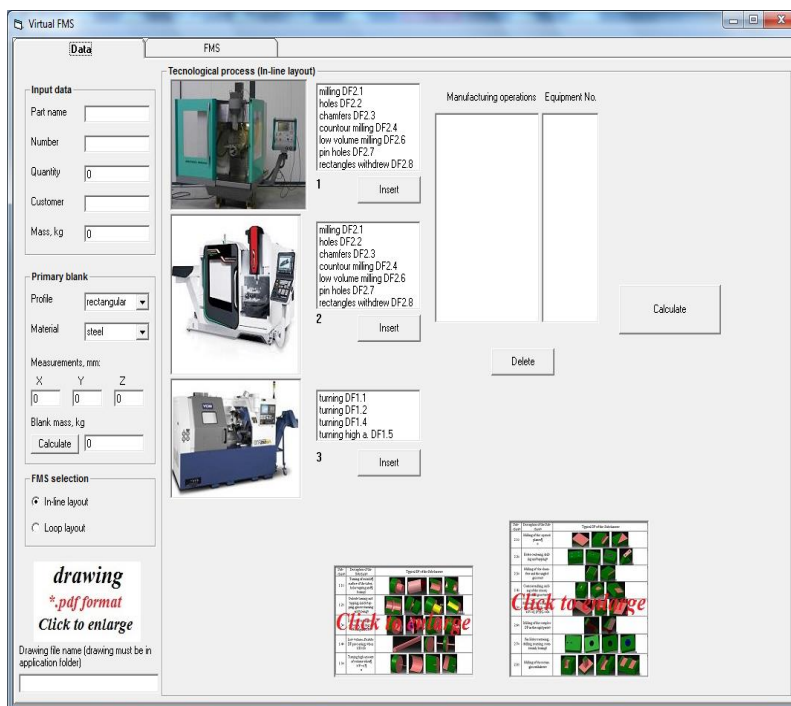 Virtual FMS
Data
FMS
Input data
Part name
Number
Quantity
0
Customer
Mass, kg
0
Primary blank
Profile
rectangular
Material
steel
Measurements, mm:
X Y Z
0 0 0
Blank mass, kg
Calculate
0
FMS selection
In-line layout
Loop layout
drawing
*.pdf format
Click to enlarge
Drawing file name (drawing must be in
application folder)
Tecnological process (In-line layout)
milling DF2.1
holes DF2.2
chamfers DF2.3
countour milling DF2.4
low volume milling DF2.6
pin holes DF2.7
rectangles withdrew DF2.8
1
Insert
milling DF2.1
holes DF2.2
chamfers DF2.3
countour milling DF2.4
low volume milling DF2.6
pin holes DF2.7
rectangles withdrew DF2.8
2
Insert
turning DF1.1
turning DF1.2
turning DF1.4
turning high a. DF1.5
3
Insert
Manufacturing operations
Equipment No.
Delete
Calculate
Click to enlarge
Click to enlarge